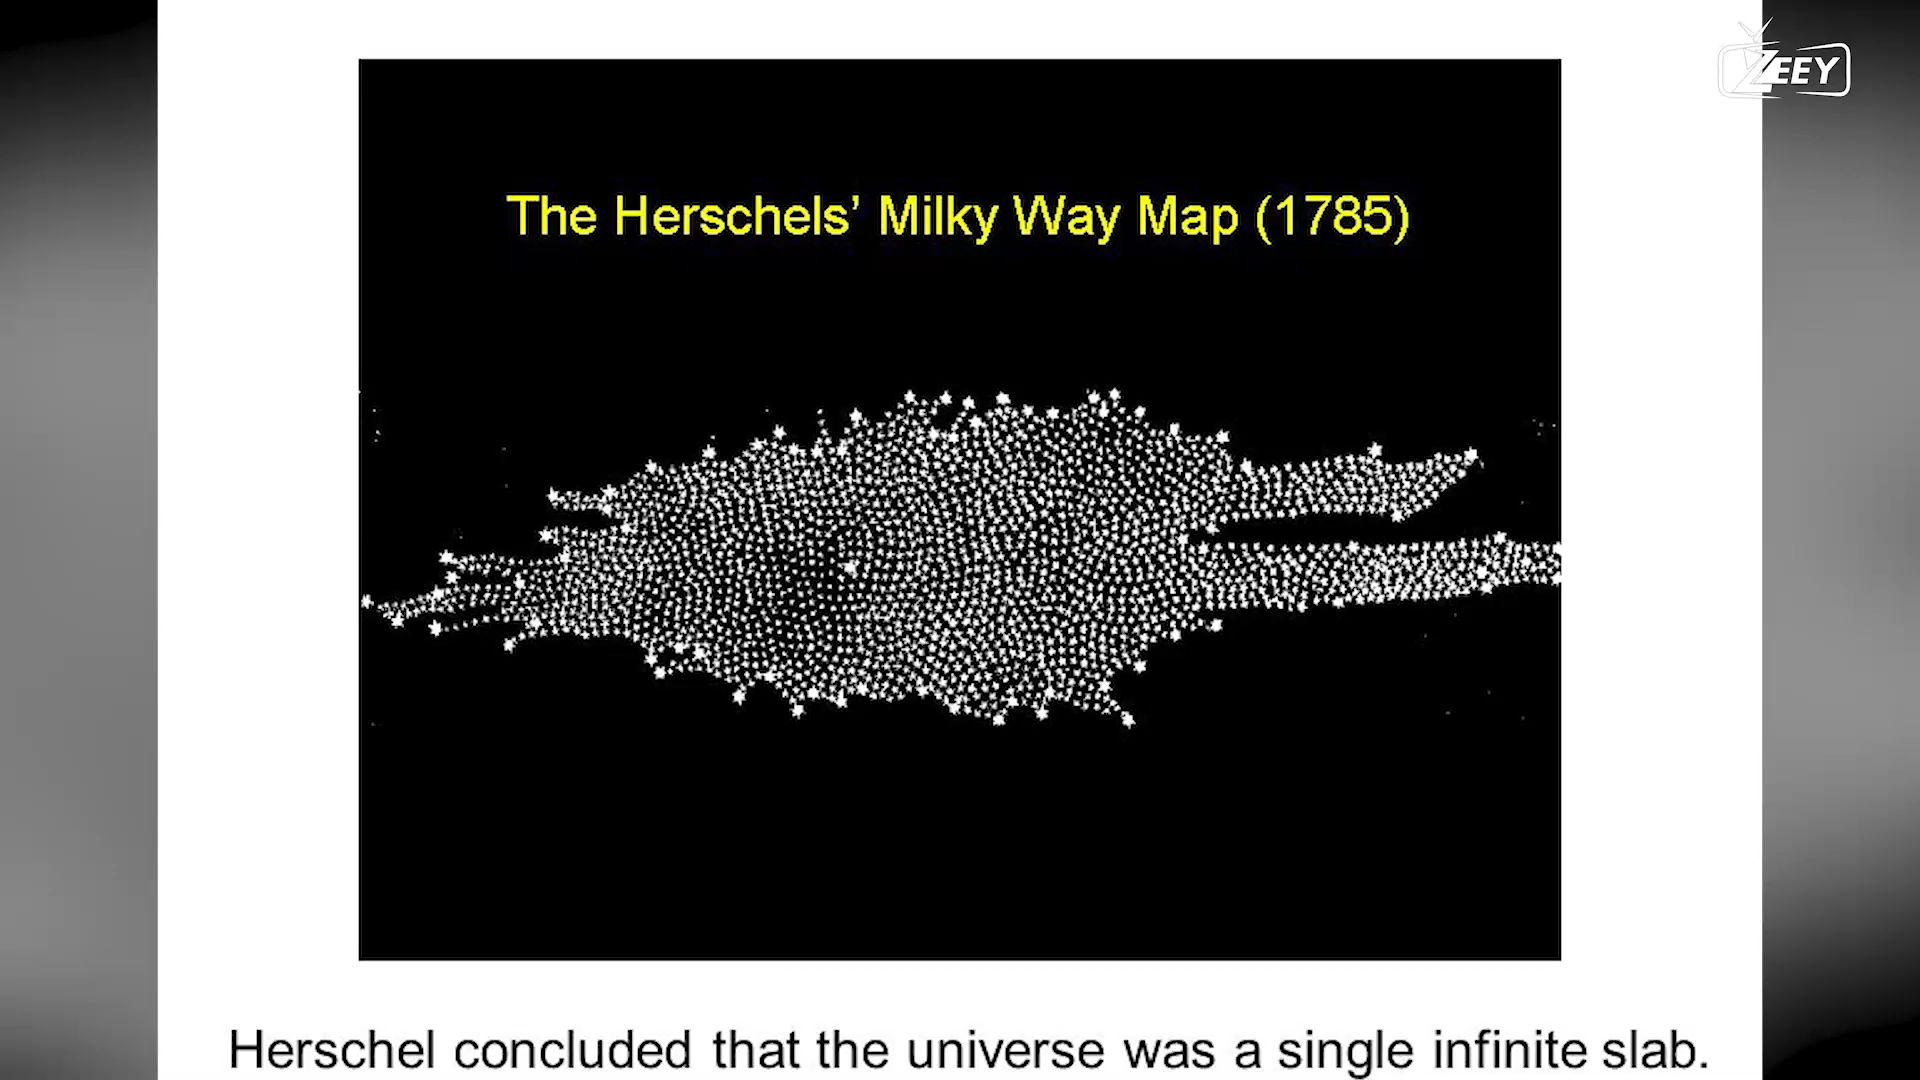 ZEEY
The Herschels’ Milky Way Map (1785)
Herschel concluded that the universe was a single infinite slab.